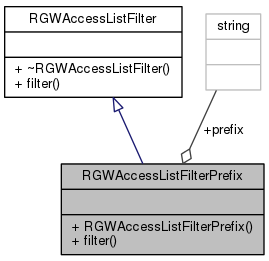 RGWAccessListFilter
+ ~RGWAccessListFilter()
+ filter()
string
+prefix
RGWAccessListFilterPrefix
+ RGWAccessListFilterPrefix()
+ filter()